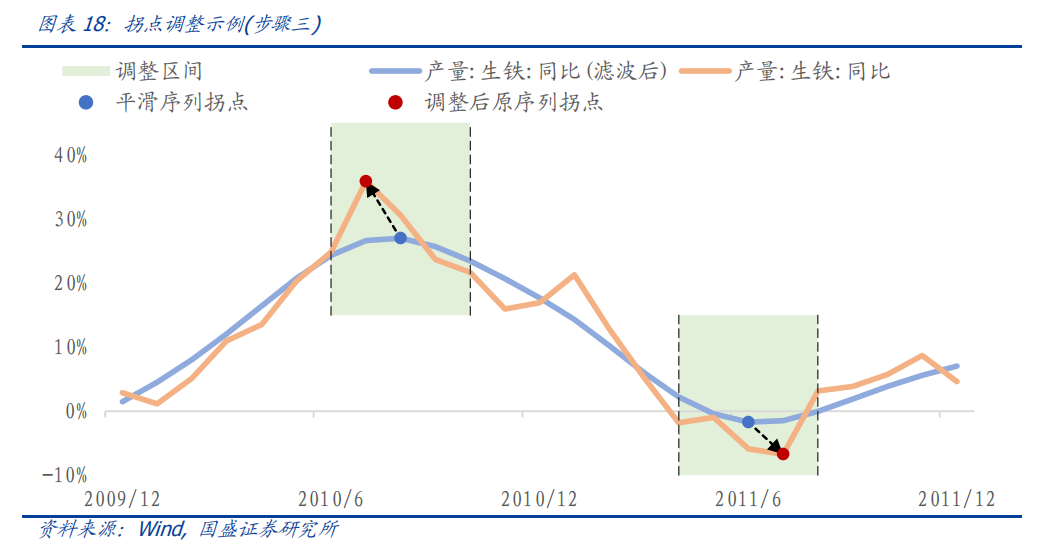 图表 18：拐点调整示例(步骤三)
调整区间 产量:生铁:同比(滤波后) 产量:生铁:同比
平滑序列拐点 调整后原序列拐点
40%
30%
20%
10%
0%
-10%
2009/12 2010/6 2010/12 2011/6 2011/12
资料来源：Wind, 国盛证券研究所